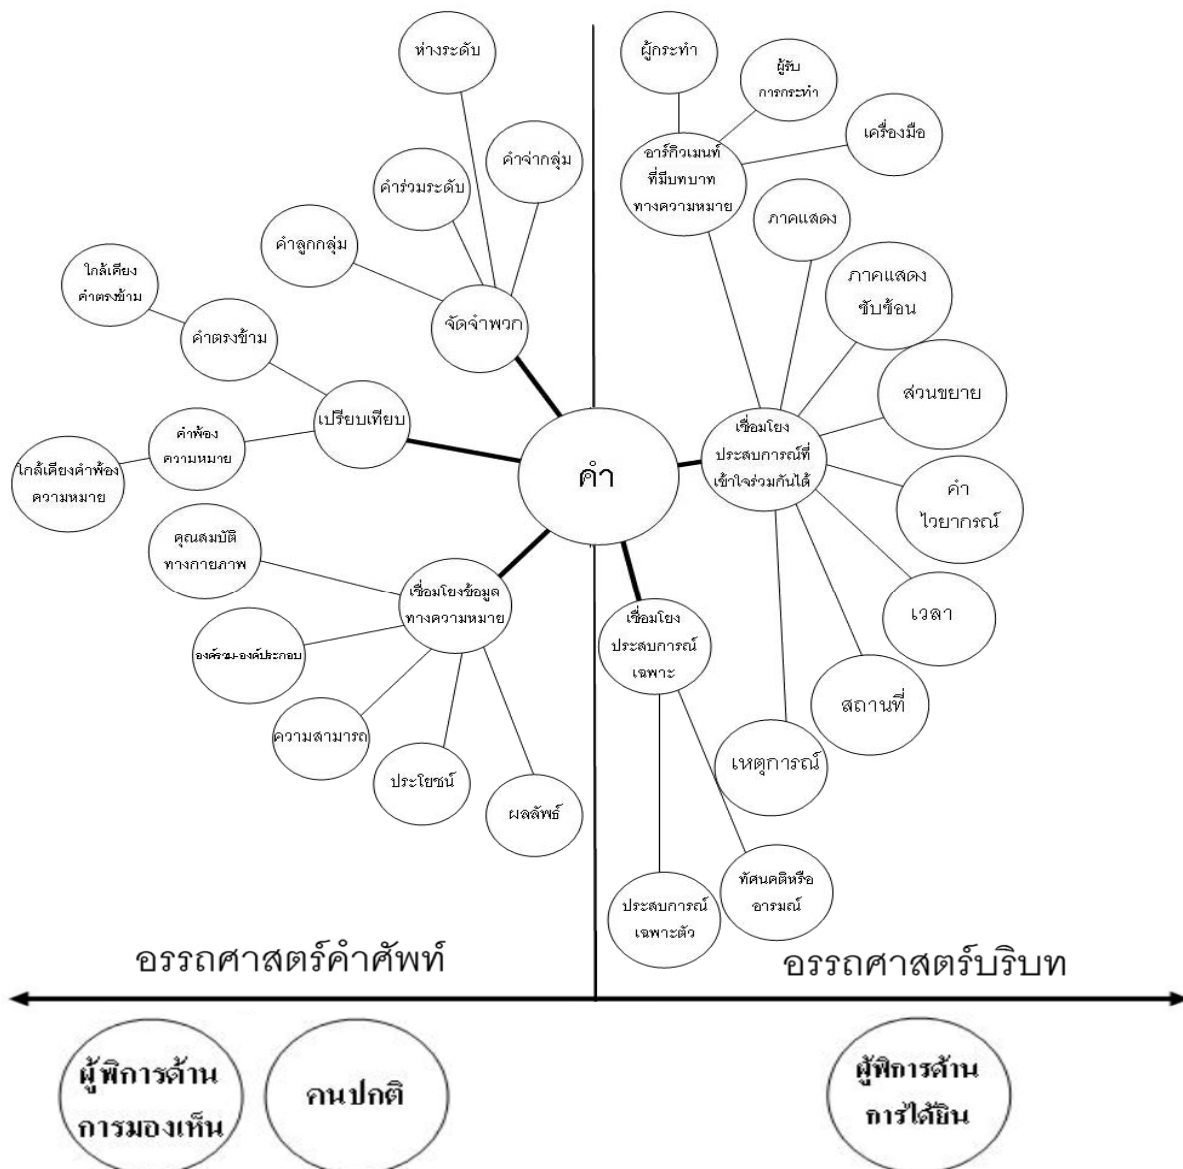 ห่างระดับ
คำจ่ากลุ่ม
คำร่วมระดับ
คำลูกกลุ่ม
จัดจำพวก
ใกล้เคียง
คำตรงข้าม
คำตรงข้าม
เปรียบเทียบ
คำพ้อง
ความหมาย
ใกล้เคียงคำพ้อง
ความหมาย
คุณสมบัติ
ทางกายภาพ
เชื่อมโยงข้อมูล
ทางความหมาย
องค์รวม-องค์ประกอบ
ความสามารถ
ประโยชน์
ผลลัพธ์
คำ
ผู้กระทำ
ผู้รับ
การกระทำ
เครื่องมือ
อาร์กิวเมนท์
ที่มีบทบาท
ทางความหมาย
ภาคแสดง
ภาคแสดง
ซับซ้อน
ส่วนขยาย
เชื่อมโยง
ประสบการณ์ที่
เข้าใจร่วมกันได้
คำ
ไวยากรณ์
เวลา
สถานที่
เหตุการณ์
เชื่อมโยง
ประสบการณ์
เฉพาะ
ทัศนคติหรือ
อารมณ์
ประสบการณ์
เฉพาะตัว
อรรถศาสตร์คำศัพท์
อรรถศาสตร์บริบท
ผู้พิการด้าน
การมองเห็น
คนปกติ
ผู้พิการด้าน
การได้ยิน